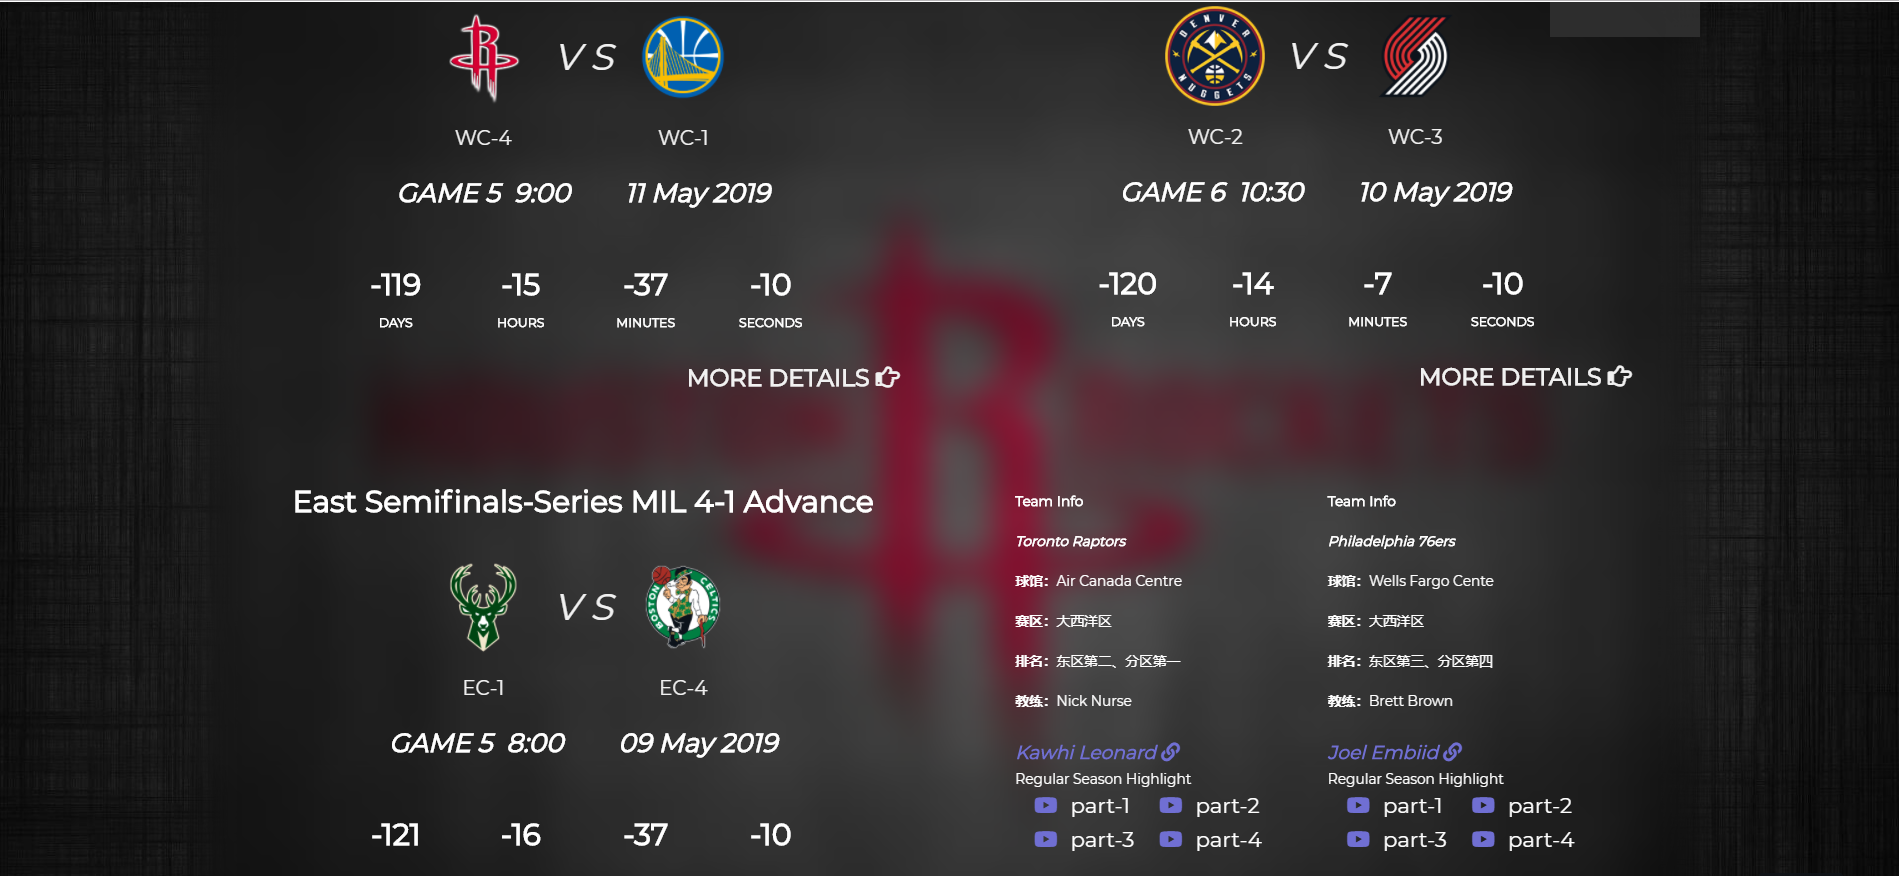 VS
WC-4 WC-1
GAME 5 9:00 11 May 2019
-119 -15 -37 -10
DAYS HOURS MINUTES SECONDS
MORE DETAILS
DENVER NUGGETS
VS
WC-2 WC-3
GAME 6 10:30 10 May 2019
-120 -14 -7 -10
DAYS HOURS MINUTES SECONDS
MORE DETAILS
East Semifinals-Series MIL 4-1 Advance
VS
BOSTON CELTICS
EC-1 EC-4
GAME 5 8:00 09 May 2019
-121 -16 -37 -10
Team Info
Toronto Raptors
球馆：Air Canada Centre
赛区：大西洋区
排名：东区第二、分区第一
教练：Nick Nurse
Kawhi Leonard
Regular Season Highlight
part-1 part-2
part-3 part-4
Team Info
Philadelphia 76ers
球馆：Wells Fargo Cente
赛区：大西洋区
排名：东区第三、分区第四
教练：Brett Brown
Joel Embiid
Regular Season Highlight
part-1 part-2
part-3 part-4